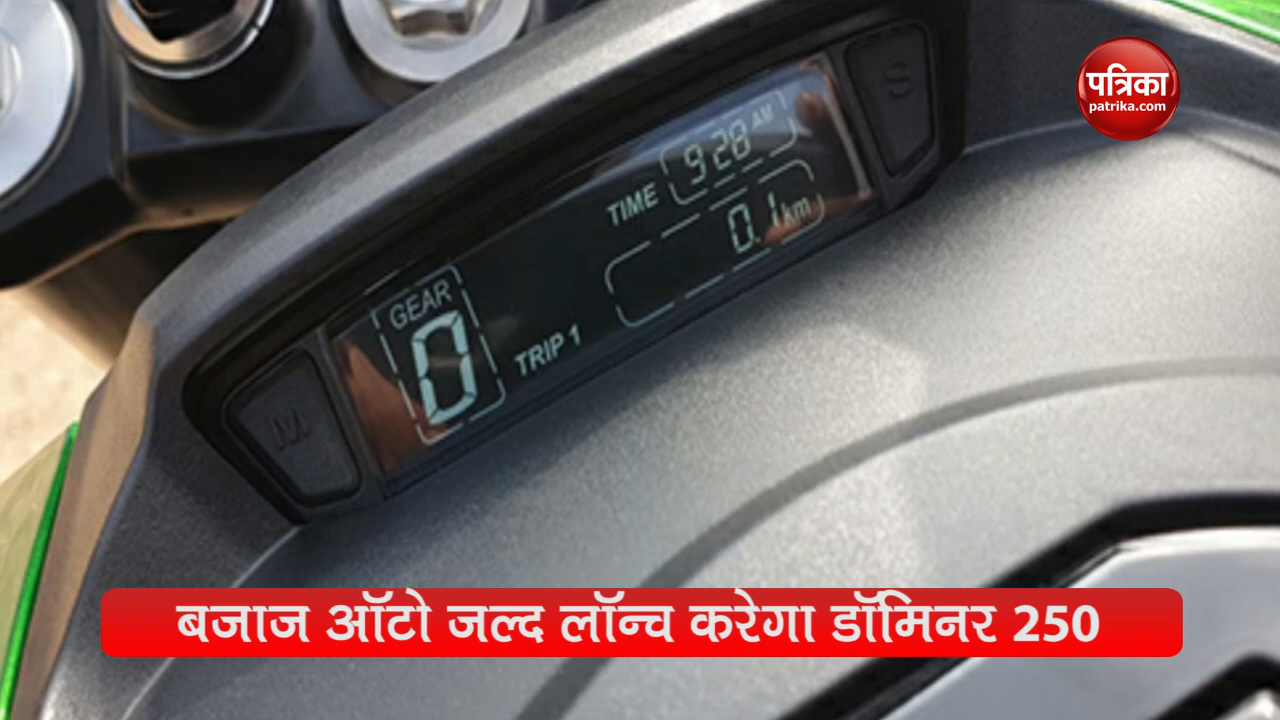 पत्रिका
patrika.com
S
TIME 9 28 AM
0.1 km
GEAR
0
TRIP 1
M
बजाज ऑटो जल्द लॉन्च करेगा डॉमिनर 250